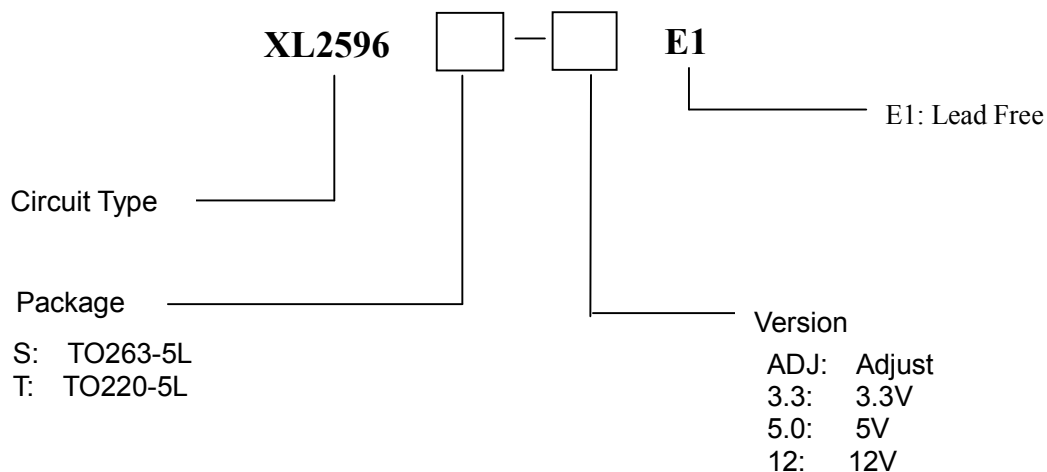 XL2596 – E1
E1: Lead Free
Circuit Type
Package
S: TO263-5L
T: TO220-5L
Version
ADJ: Adjust
3.3: 3.3V
5.0: 5V
12: 12V